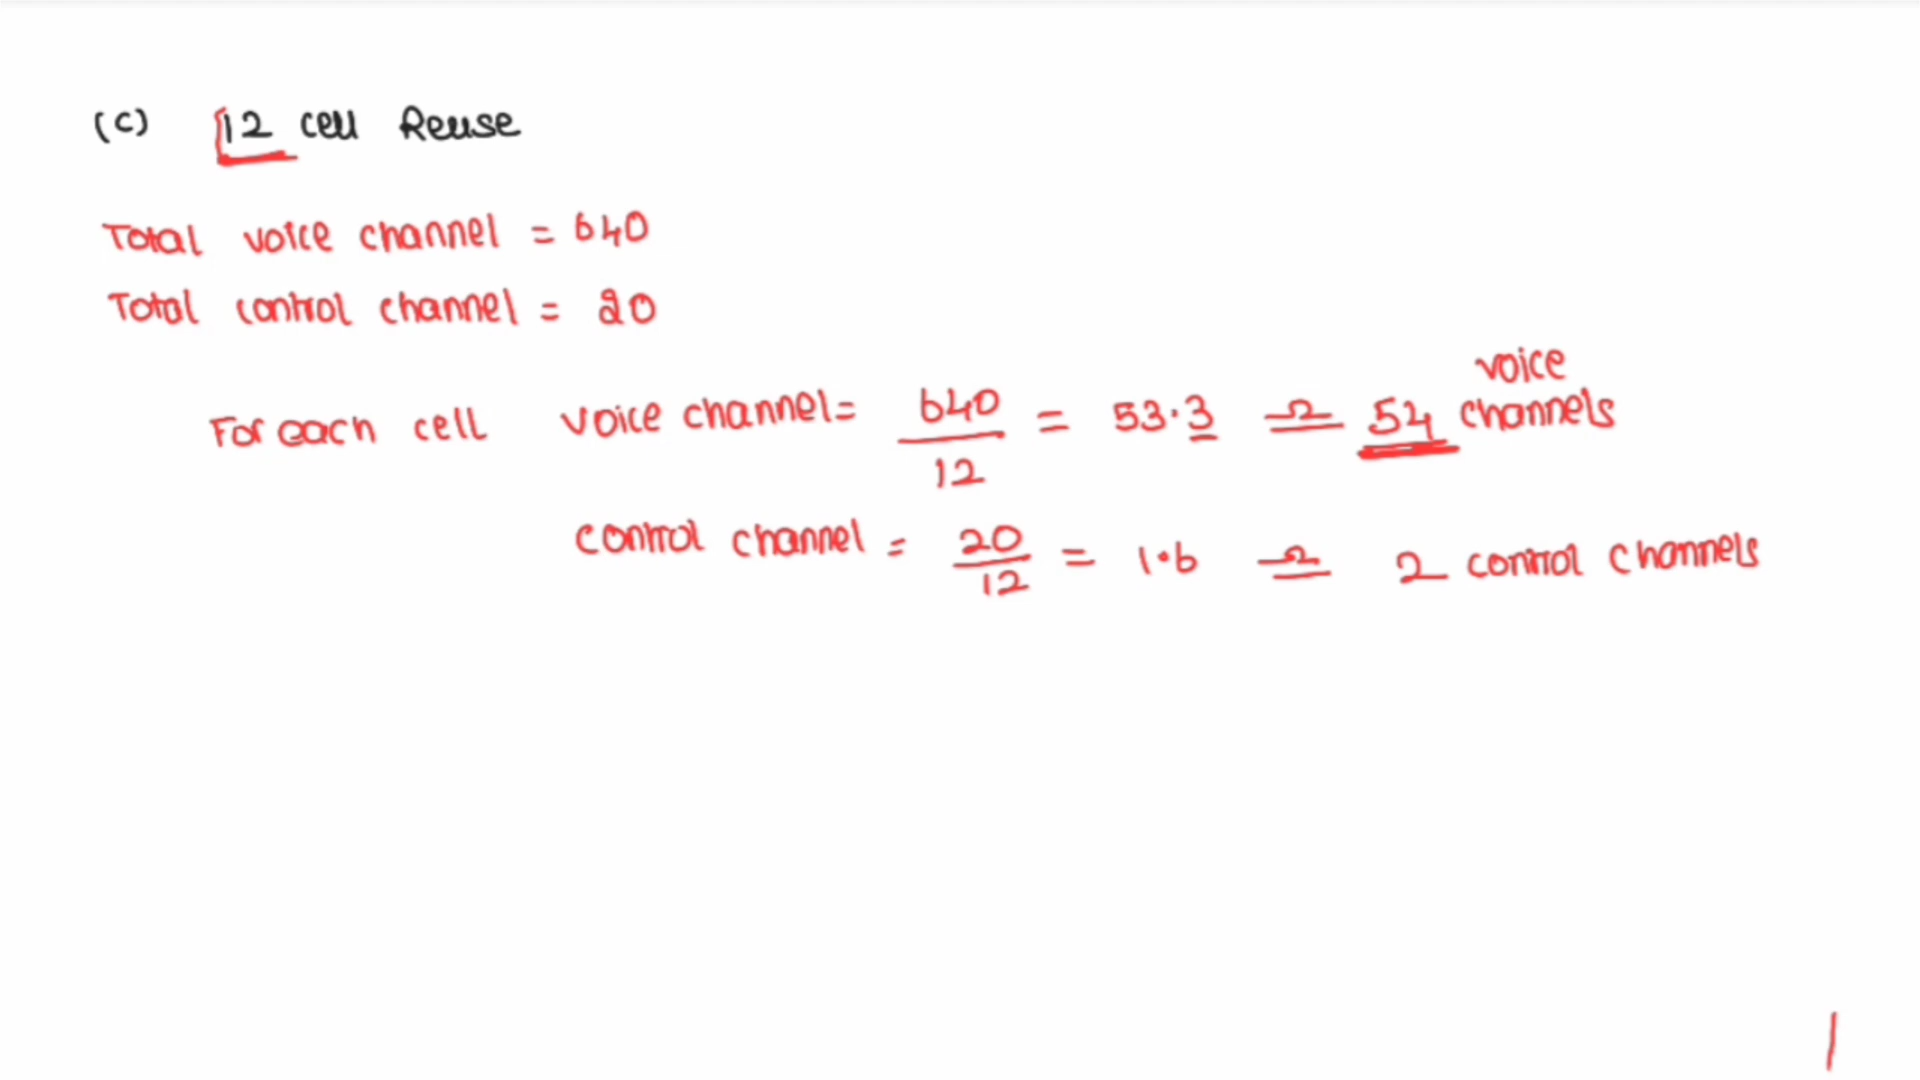 (c) 12 cell Reuse
Total voice channel = 640
Total control channel = 20
For each cell voice channel = 640/12 = 53.3 ≏ 54 voice channels
control channel = 20/12 = 1.6 ≏ 2 control channels